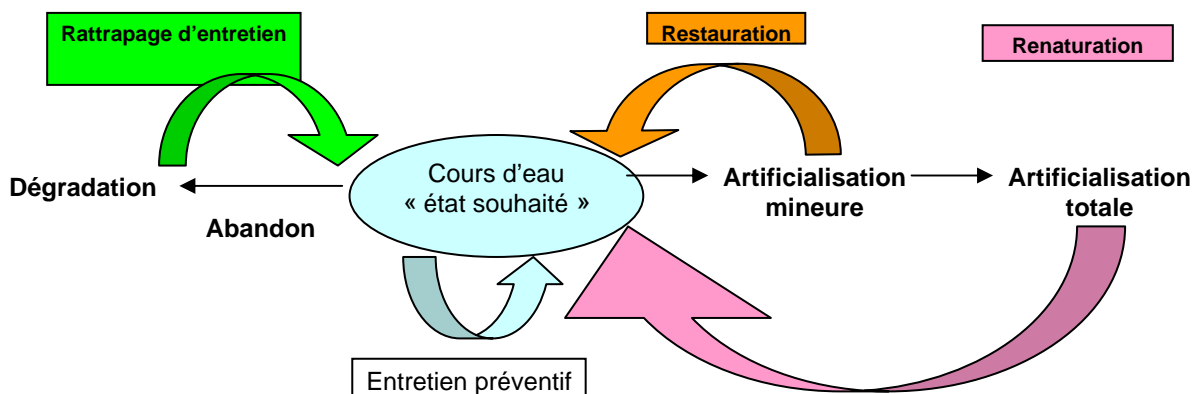 Rattrapage d'entretien
Restauration
Renaturation
Cours d'eau
« état souhaité »
Dégradation
Abandon
Artificialisation
mineure
Artificialisation
totale
Entretien préventif